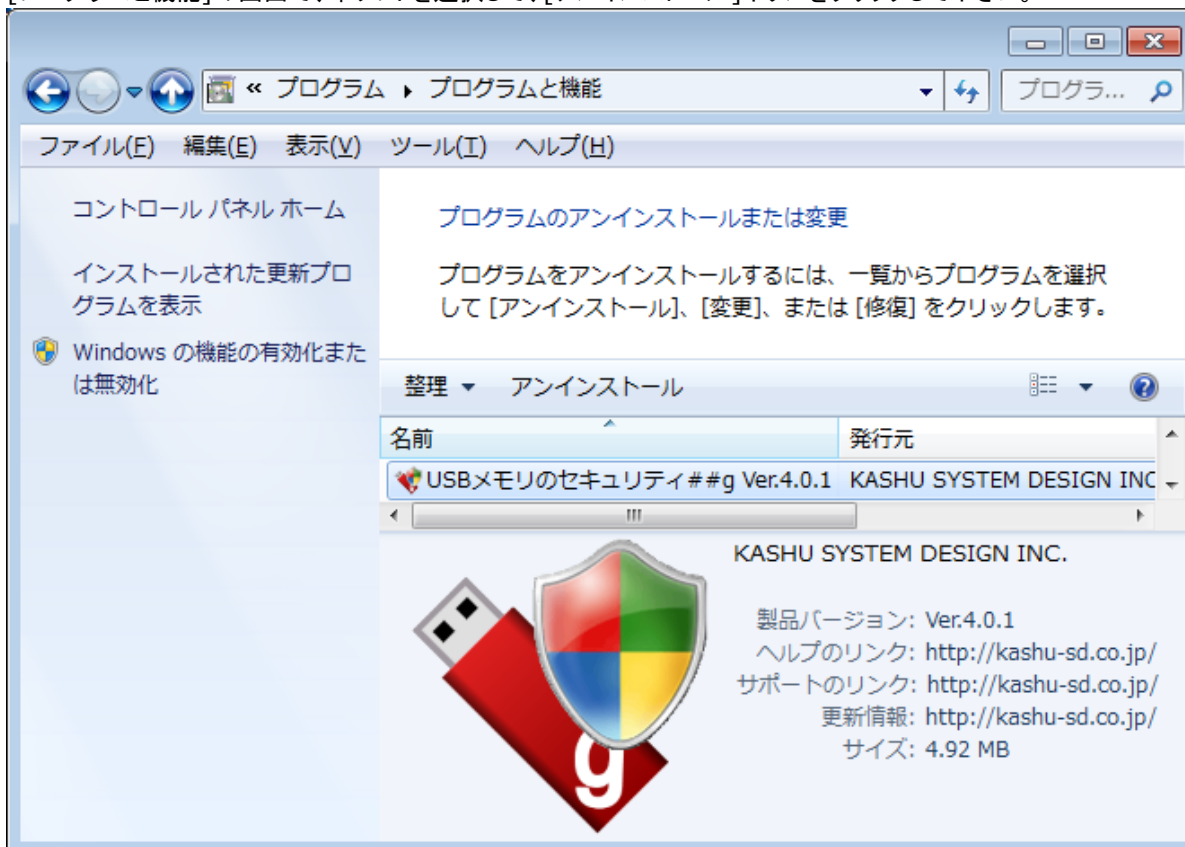 プログラム ▸ プログラムと機能
プログラ...
ファイル(F) 編集(E) 表示(V) ツール(T) ヘルプ(H)
コントロール パネル ホーム
インストールされた更新プロ
グラムを表示
Windows の機能の有効化また
は無効化
プログラムのアンインストールまたは変更
プログラムをアンインストールするには、一覧からプログラムを選択
して [アンインストール]、[変更]、または [修復] をクリックします。
整理 アンインストール
名前 発行元
USBメモリのセキュリティ##g Ver.4.0.1 KASHU SYSTEM DESIGN INC
KASHU SYSTEM DESIGN INC.
製品バージョン: Ver.4.0.1
ヘルプのリンク: http://kashu-sd.co.jp/
サポートのリンク: http://kashu-sd.co.jp/
更新情報: http://kashu-sd.co.jp/
サイズ: 4.92 MB
g